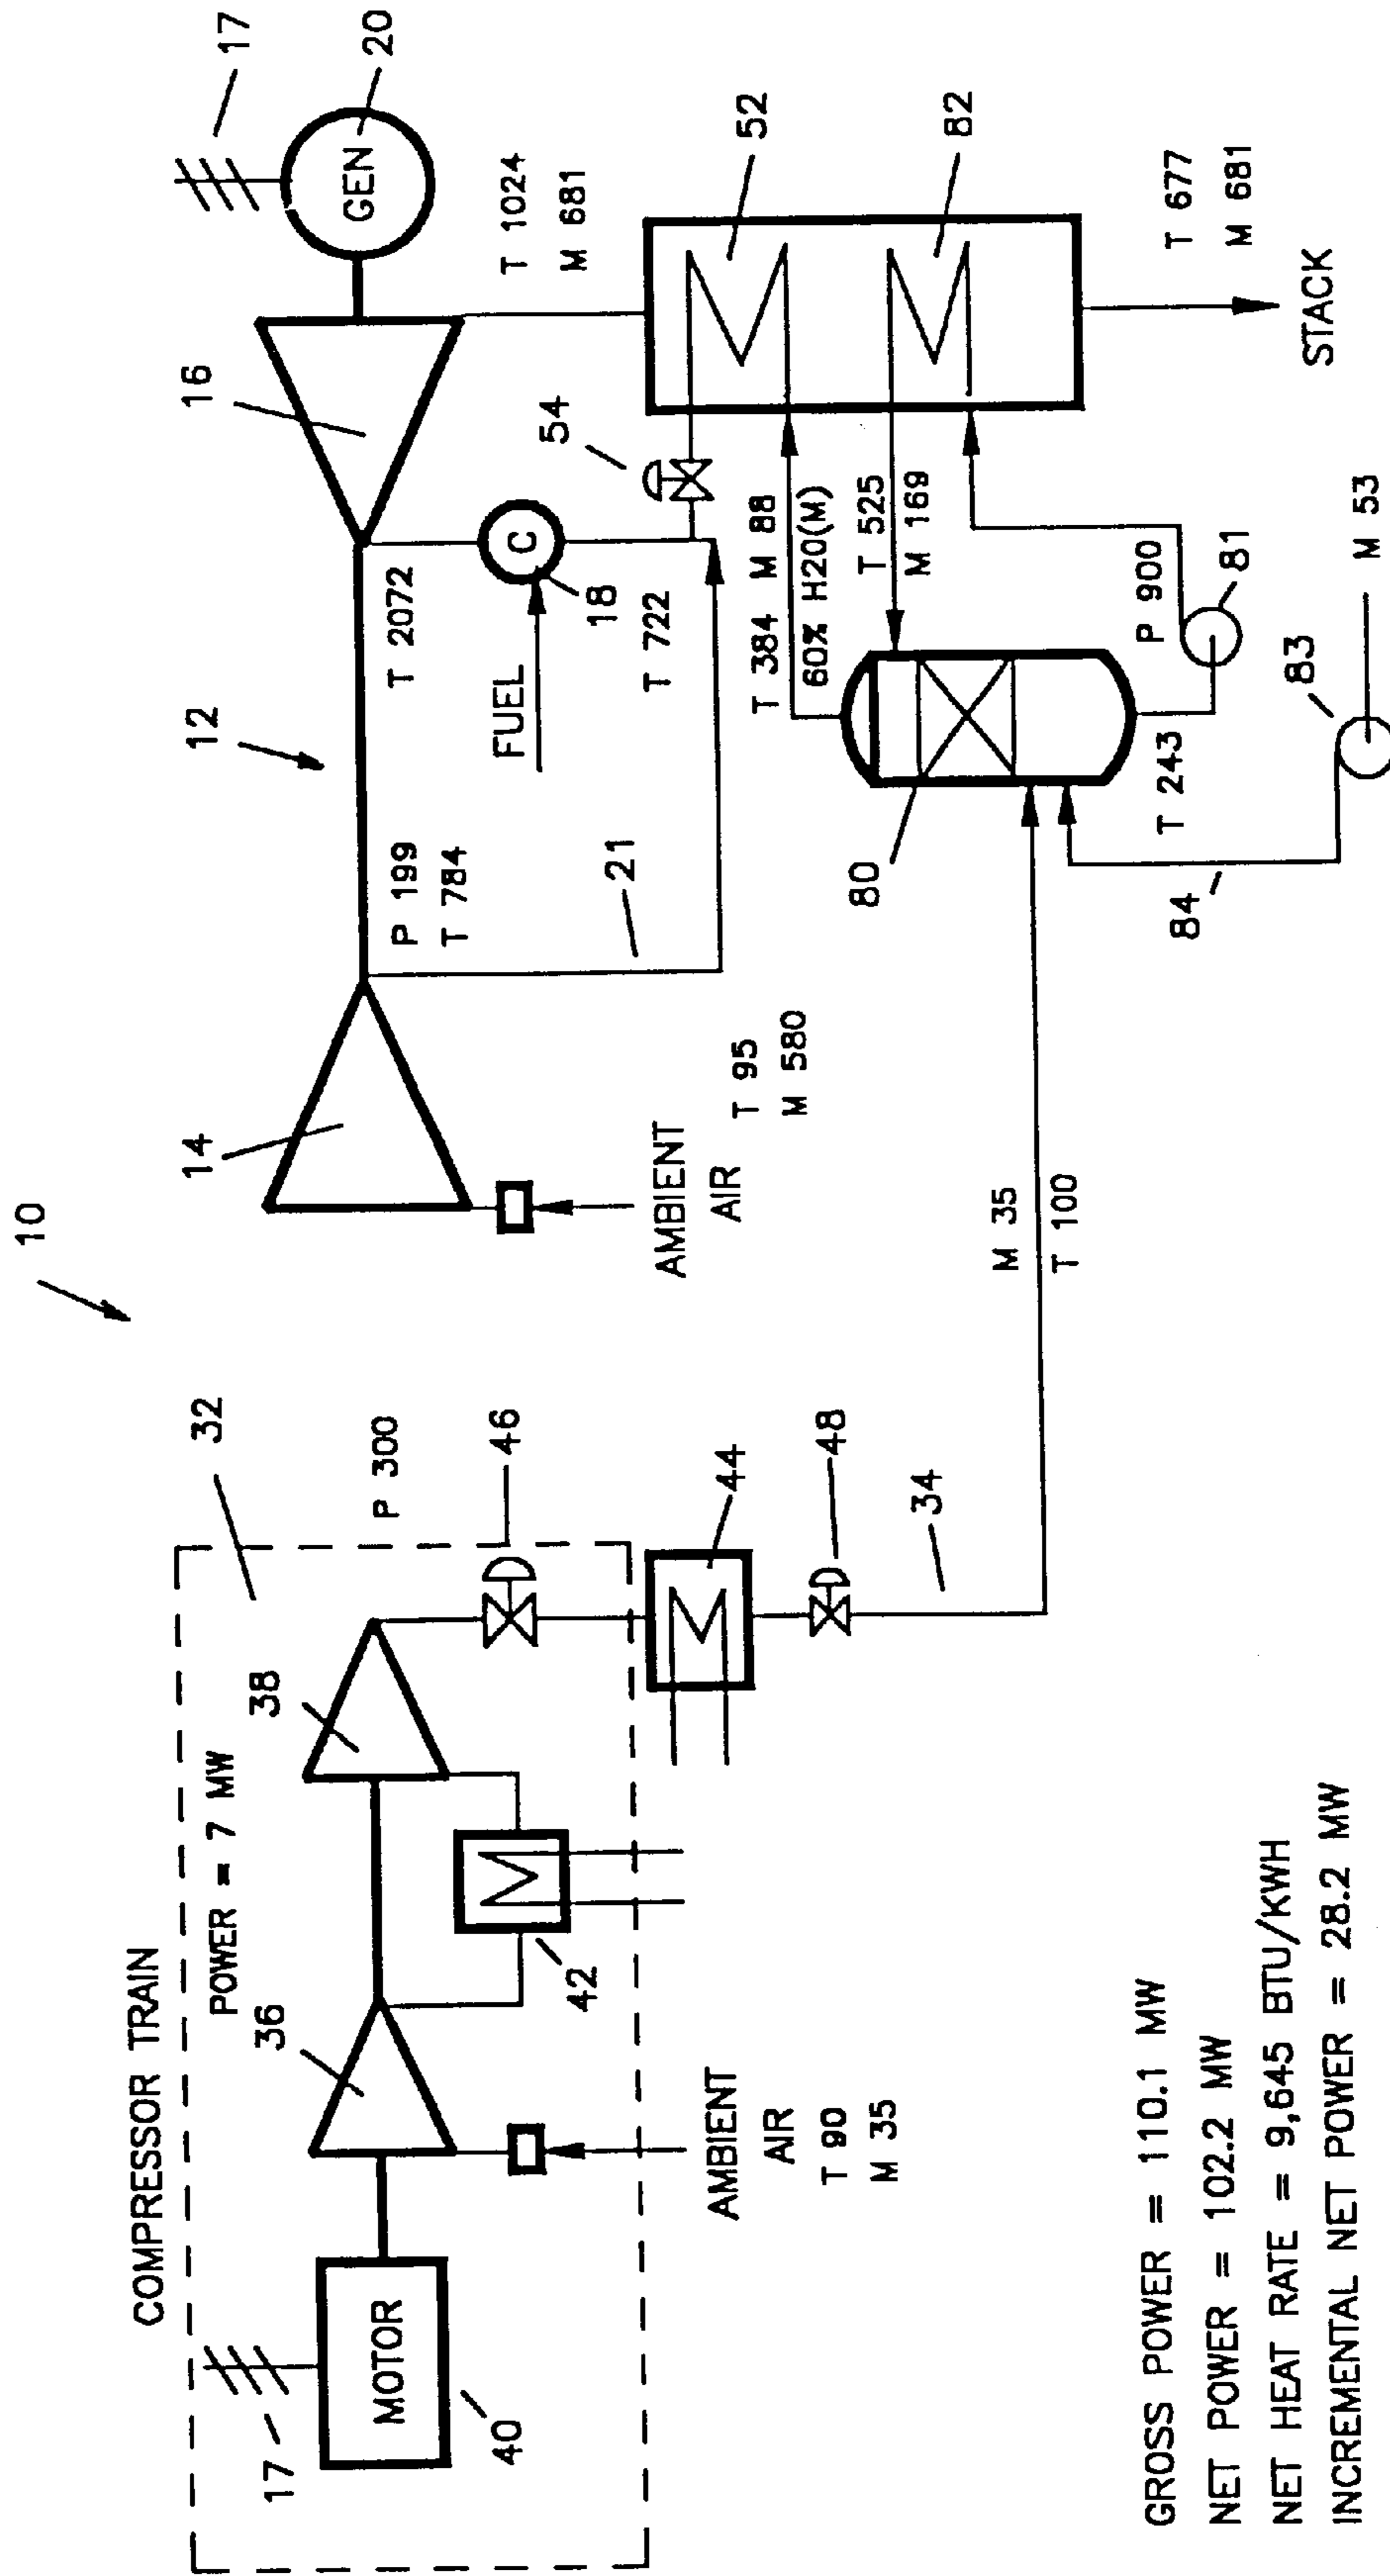 10
COMPRESSOR TRAIN
POWER = 7 MW
32
17
MOTOR
40
36
38
42
P 300
46
44
48
34
AMBIENT
AIR
T 90
M 35
M 35
T 100
12
14
16
17
GEN
20
P 199
T 784
T 2072
FUEL
C
18
T 722
21
AMBIENT
AIR
T 95
M 580
54
T 1024
M 681
52
82
T 677
M 681
STACK
T 384 M 88
60% H20(M)
T 525
M 169
80
P 900
81
T 243
83
84
M 53
GROSS POWER = 110.1 MW
NET POWER = 102.2 MW
NET HEAT RATE = 9,645 BTU/KWH
INCREMENTAL NET POWER = 28.2 MW